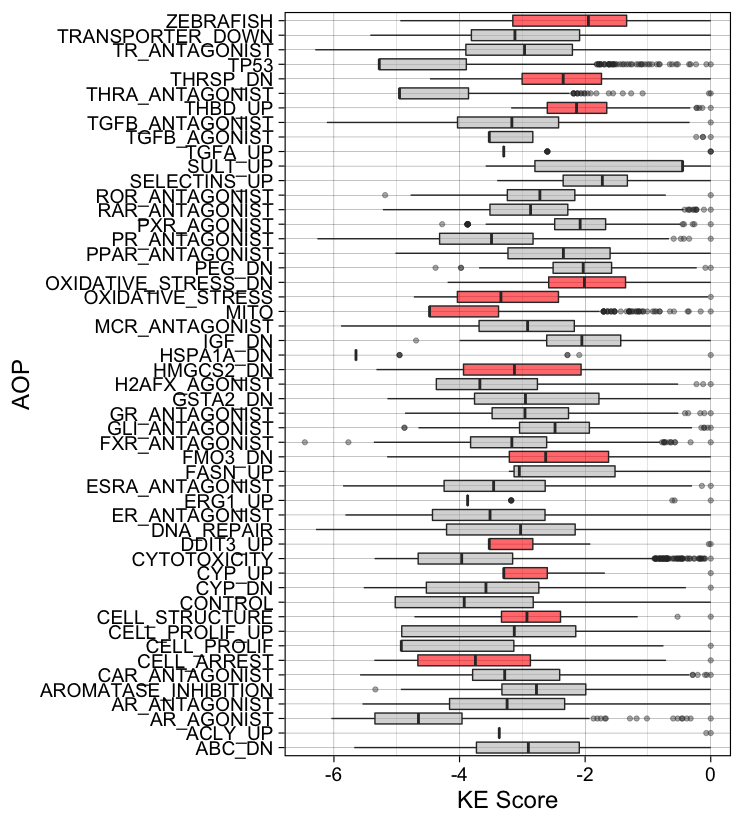 ZEBRAFISH
TRANSPORTER_DOWN
TR_ANTAGONIST
TP53
THRSP_DN
THRA_ANTAGONIST
THBD_UP
TGFB_ANTAGONIST
TGFB_AGONIST
TGFA_UP
SULT_UP
SELECTINS_UP
ROR_ANTAGONIST
RAR_ANTAGONIST
PXR_AGONIST
PR_ANTAGONIST
PPAR_ANTAGONIST
PEG_DN
OXIDATIVE_STRESS_DN
OXIDATIVE_STRESS
MITO
MCR_ANTAGONIST
IGF_DN
HSPA1A_DN
HMGCS2_DN
H2AFX_AGONIST
GSTA2_DN
GR_ANTAGONIST
GLI_ANTAGONIST
FXR_ANTAGONIST
FMO3_DN
FASN_UP
ESRA_ANTAGONIST
ERG1_UP
ER_ANTAGONIST
DNA_REPAIR
DDIT3_UP
CYTOTOXICITY
CYP_UP
CYP_DN
CONTROL
CELL_STRUCTURE
CELL_PROLIF_UP
CELL_PROLIF
CELL_ARREST
CAR_ANTAGONIST
AROMATASE_INHIBITION
AR_ANTAGONIST
AR_AGONIST
ACLY_UP
ABC_DN
AOP
-6 -4 -2 0
KE Score